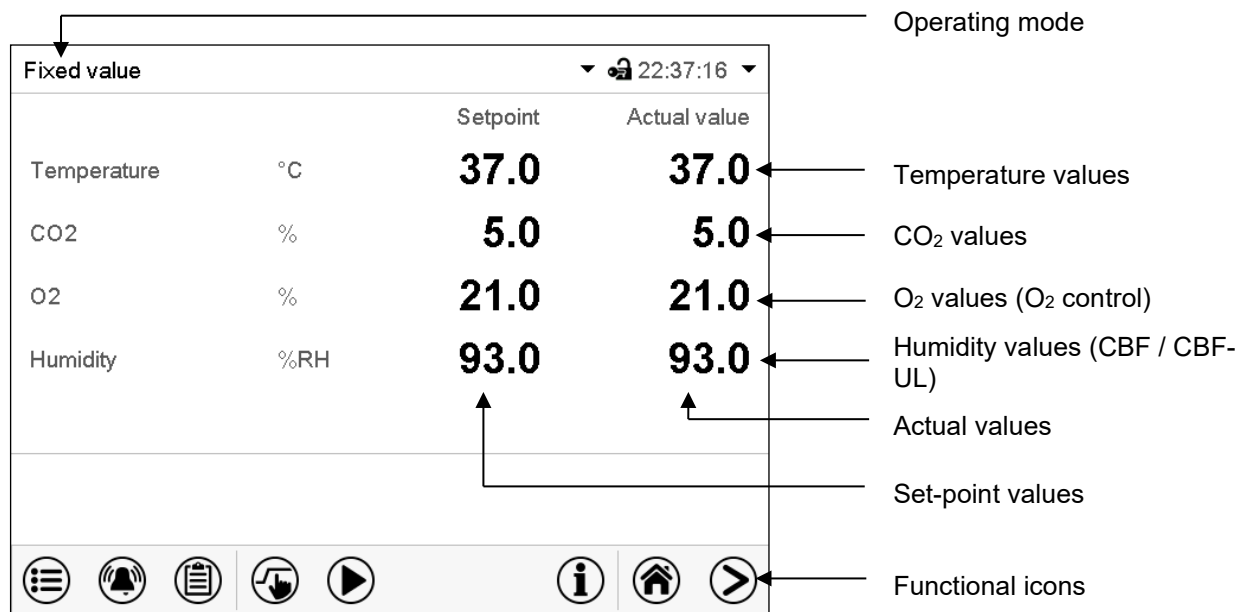 Operating mode
Fixed value 22:37:16
Setpoint Actual value
Temperature °C 37.0 37.0
Temperature values
CO2 % 5.0 5.0
CO₂ values
O2 % 21.0 21.0
O₂ values (O₂ control)
Humidity %RH 93.0 93.0
Humidity values (CBF / CBF-
UL)
Actual values
Set-point values
Functional icons